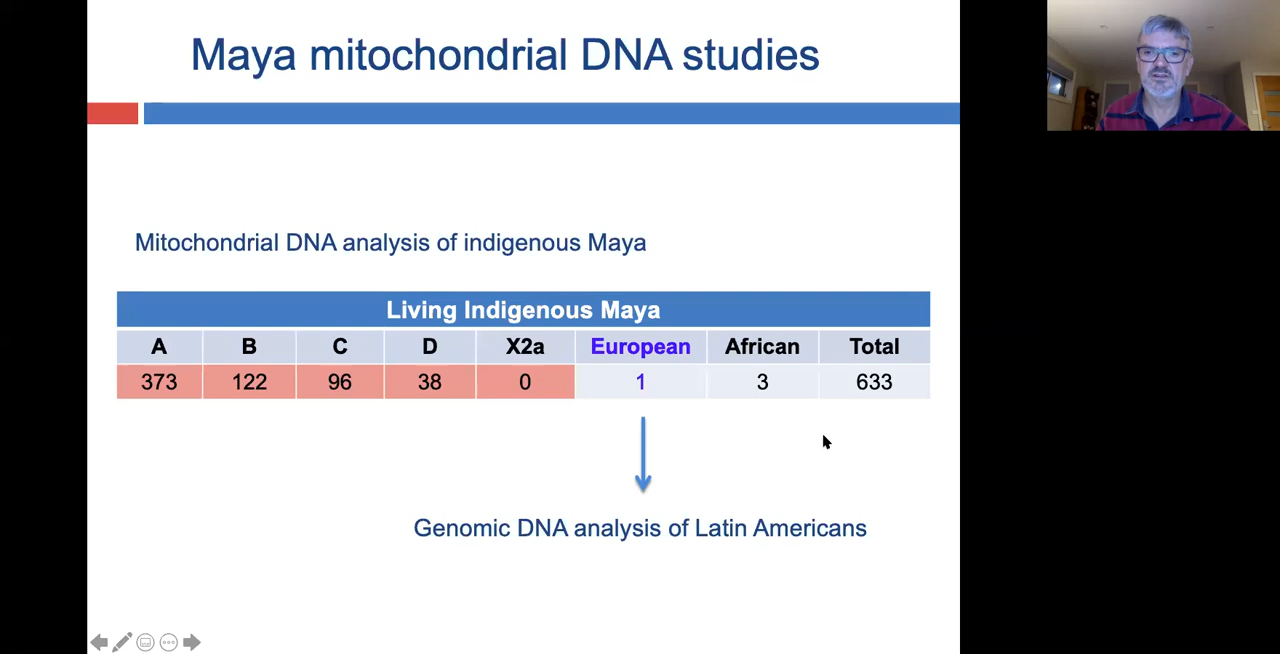 Maya mitochondrial DNA studies
Mitochondrial DNA analysis of indigenous Maya
Living Indigenous Maya
A B C D X2a European African Total
373 122 96 38 0 1 3 633
Genomic DNA analysis of Latin Americans